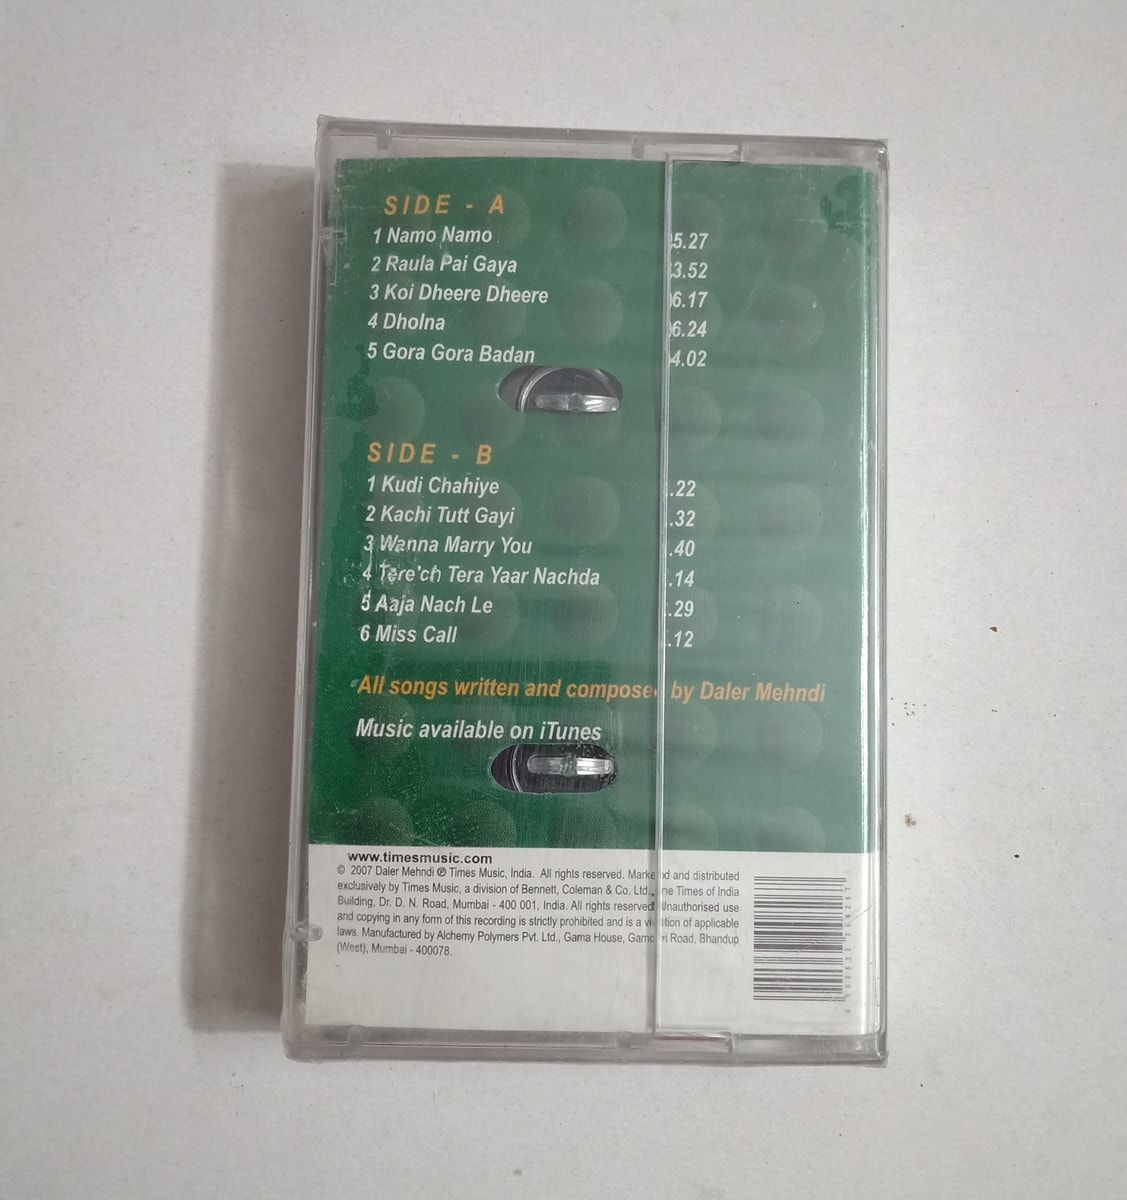 SIDE - A
1 Namo Namo 5.27
2 Raula Pai Gaya 3.52
3 Koi Dheere Dheere 6.17
4 Dholna 6.24
5 Gora Gora Badan 4.02
SIDE - B
1 Kudi Chahiye .22
2 Kachi Tutt Gayi .32
3 Wanna Marry You .40
4 Tere'ch Tera Yaar Nachda .14
5 Aaja Nach Le .29
6 Miss Call .12
All songs written and composed by Daler Mehndi
Music available on iTunes
www.timesmusic.com
© 2007 Daler Mehndi ℗ Times Music, India. All rights reserved. Marketed and distributed
exclusively by Times Music, a division of Bennett, Coleman & Co. Ltd., The Times of India
Building, Dr. D. N. Road, Mumbai - 400 001, India. All rights reserved. Unauthorised use
and copying in any form of this recording is strictly prohibited and is a violation of applicable
laws. Manufactured by Alchemy Polymers Pvt. Ltd., Gama House, Road, Bhandup
(West), Mumbai - 400078.